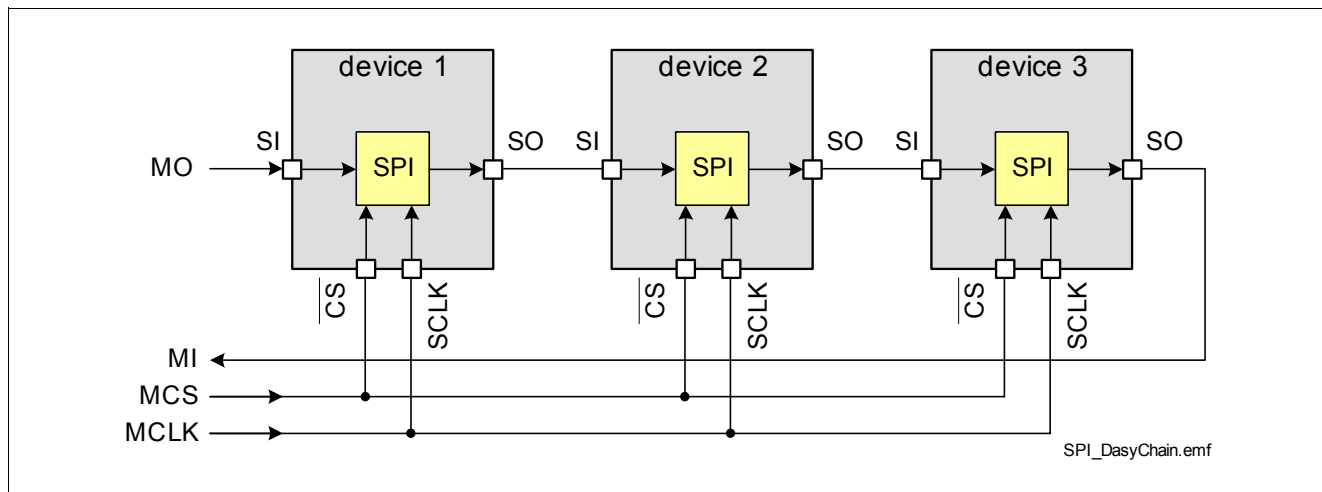 device 1 device 2 device 3
SI SO SI SO SI SO
MO SPI SPI SPI
CS SCLK CS SCLK CS SCLK
MI
MCS
MCLK
SPI_DasyChain.emf